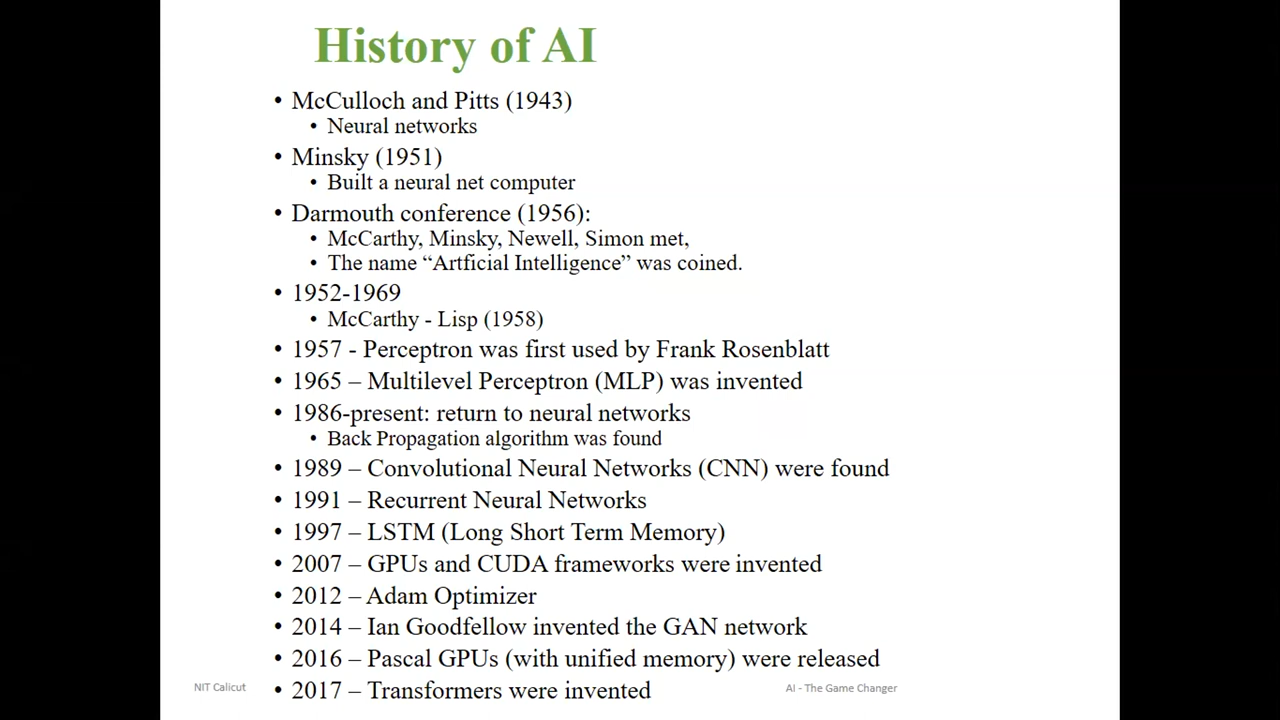 History of AI
• McCulloch and Pitts (1943)
• Neural networks
• Minsky (1951)
• Built a neural net computer
• Darmouth conference (1956):
• McCarthy, Minsky, Newell, Simon met,
• The name “Artficial Intelligence” was coined.
• 1952-1969
• McCarthy - Lisp (1958)
• 1957 - Perceptron was first used by Frank Rosenblatt
• 1965 – Multilevel Perceptron (MLP) was invented
• 1986-present: return to neural networks
• Back Propagation algorithm was found
• 1989 – Convolutional Neural Networks (CNN) were found
• 1991 – Recurrent Neural Networks
• 1997 – LSTM (Long Short Term Memory)
• 2007 – GPUs and CUDA frameworks were invented
• 2012 – Adam Optimizer
• 2014 – Ian Goodfellow invented the GAN network
• 2016 – Pascal GPUs (with unified memory) were released
• 2017 – Transformers were invented
NIT Calicut
AI - The Game Changer